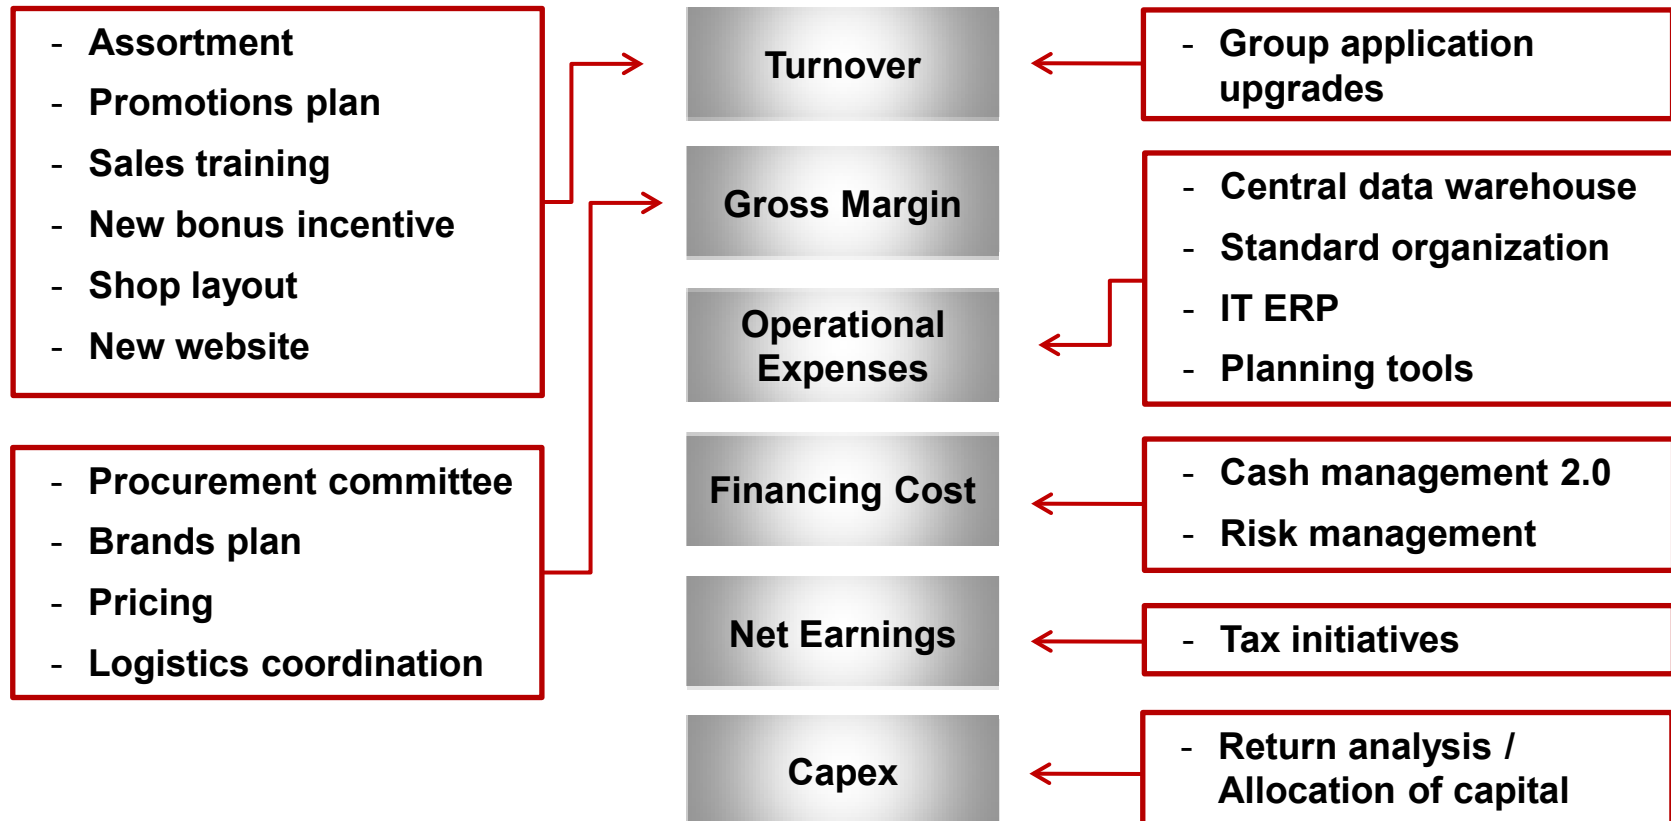 - Assortment
- Promotions plan
- Sales training
- New bonus incentive
- Shop layout
- New website
- Procurement committee
- Brands plan
- Pricing
- Logistics coordination
Turnover
Gross Margin
Operational
Expenses
Financing Cost
Net Earnings
Capex
- Group application
upgrades
- Central data warehouse
- Standard organization
- IT ERP
- Planning tools
- Cash management 2.0
- Risk management
- Tax initiatives
- Return analysis /
Allocation of capital